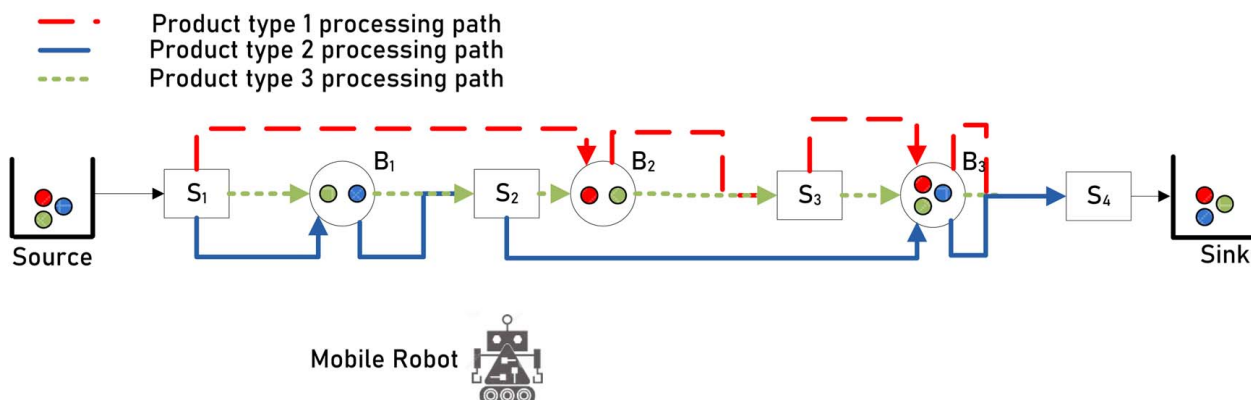 Product type 1 processing path
Product type 2 processing path
Product type 3 processing path
B₁
B₂
B₃
S₁
S₂
S₃
S₄
Source
Sink
Mobile Robot